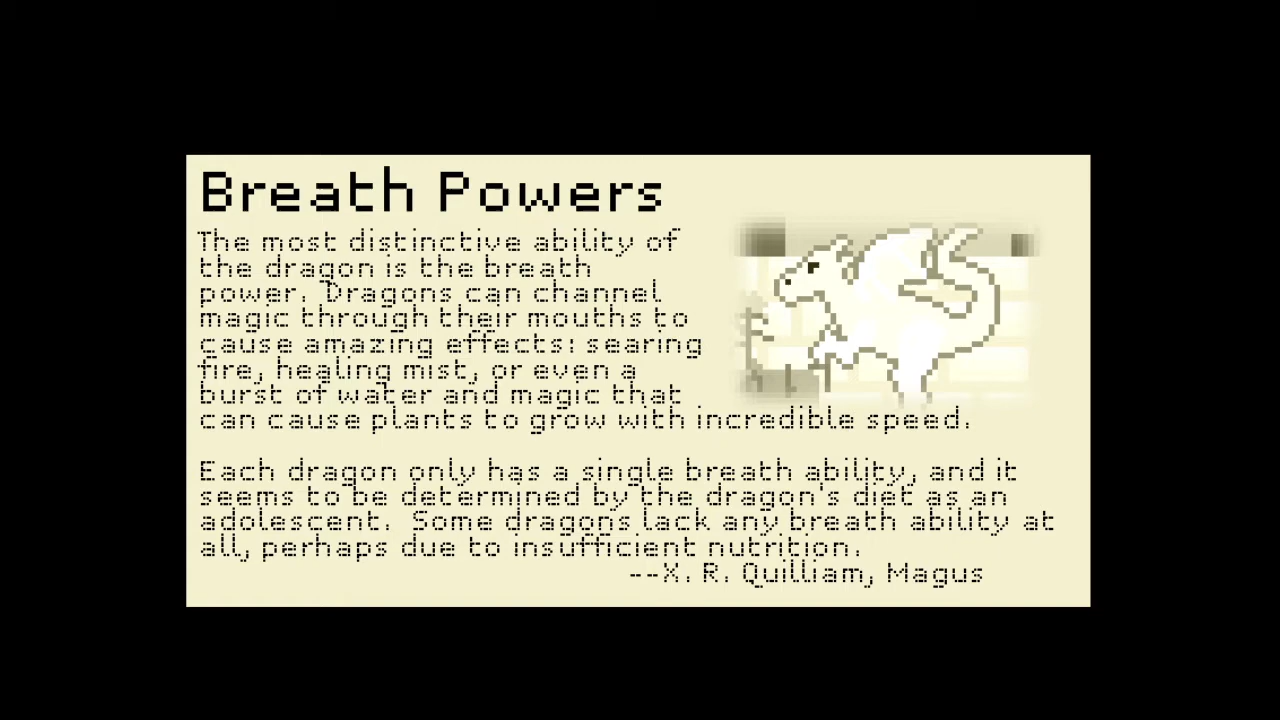 Breath Powers
The most distinctive ability of
the dragon is the breath
power. Dragons can channel
magic through their mouths to
cause amazing effects: searing
fire, healing mist, or even a
burst of water and magic that
can cause plants to grow with incredible speed.
Each dragon only has a single breath ability, and it
seems to be determined by the dragon's diet as an
adolescent. Some dragons lack any breath ability at
all, perhaps due to insufficient nutrition.
--X. R. Quilliam, Magus